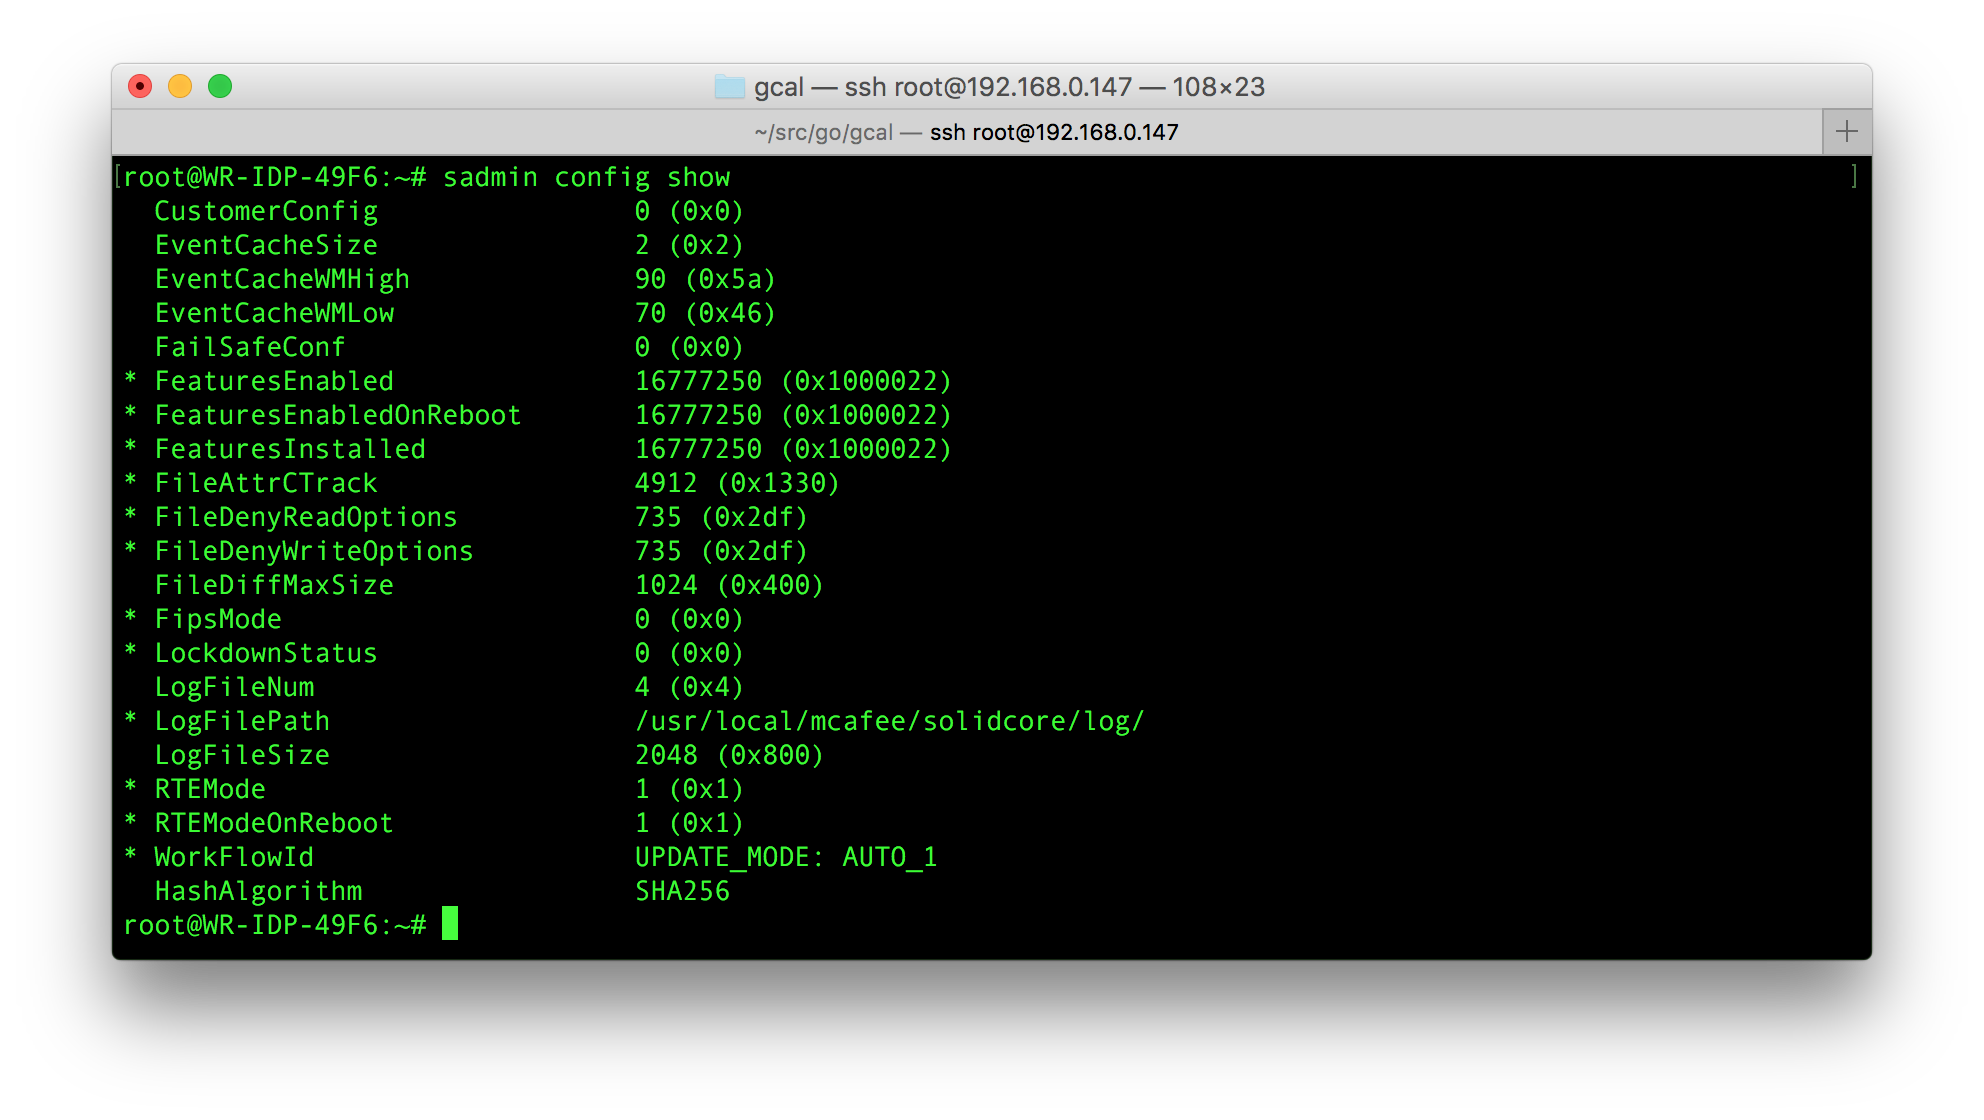 gcal — ssh root@192.168.0.147 — 108×23
~/src/go/gcal — ssh root@192.168.0.147
[root@WR-IDP-49F6:~# sadmin config show ]
CustomerConfig 0 (0x0)
EventCacheSize 2 (0x2)
EventCacheWMHigh 90 (0x5a)
EventCacheWMLow 70 (0x46)
FailSafeConf 0 (0x0)
* FeaturesEnabled 16777250 (0x1000022)
* FeaturesEnabledOnReboot 16777250 (0x1000022)
* FeaturesInstalled 16777250 (0x1000022)
* FileAttrCTrack 4912 (0x1330)
* FileDenyReadOptions 735 (0x2df)
* FileDenyWriteOptions 735 (0x2df)
FileDiffMaxSize 1024 (0x400)
* FipsMode 0 (0x0)
* LockdownStatus 0 (0x0)
LogFileNum 4 (0x4)
* LogFilePath /usr/local/mcafee/solidcore/log/
LogFileSize 2048 (0x800)
* RTEMode 1 (0x1)
* RTEModeOnReboot 1 (0x1)
* WorkFlowId UPDATE_MODE: AUTO_1
HashAlgorithm SHA256
root@WR-IDP-49F6:~#